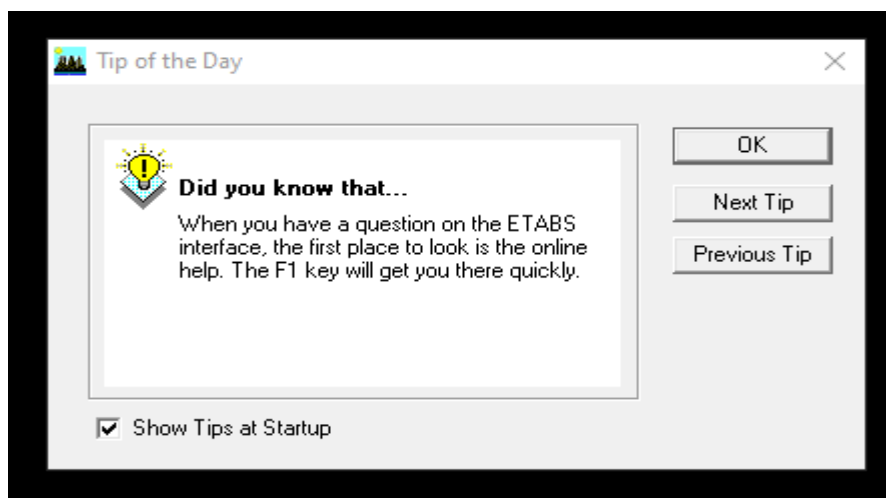 Tip of the Day
OK
Did you know that...
Next Tip
When you have a question on the ETABS
interface, the first place to look is the online
help. The F1 key will get you there quickly.
Previous Tip
Show Tips at Startup